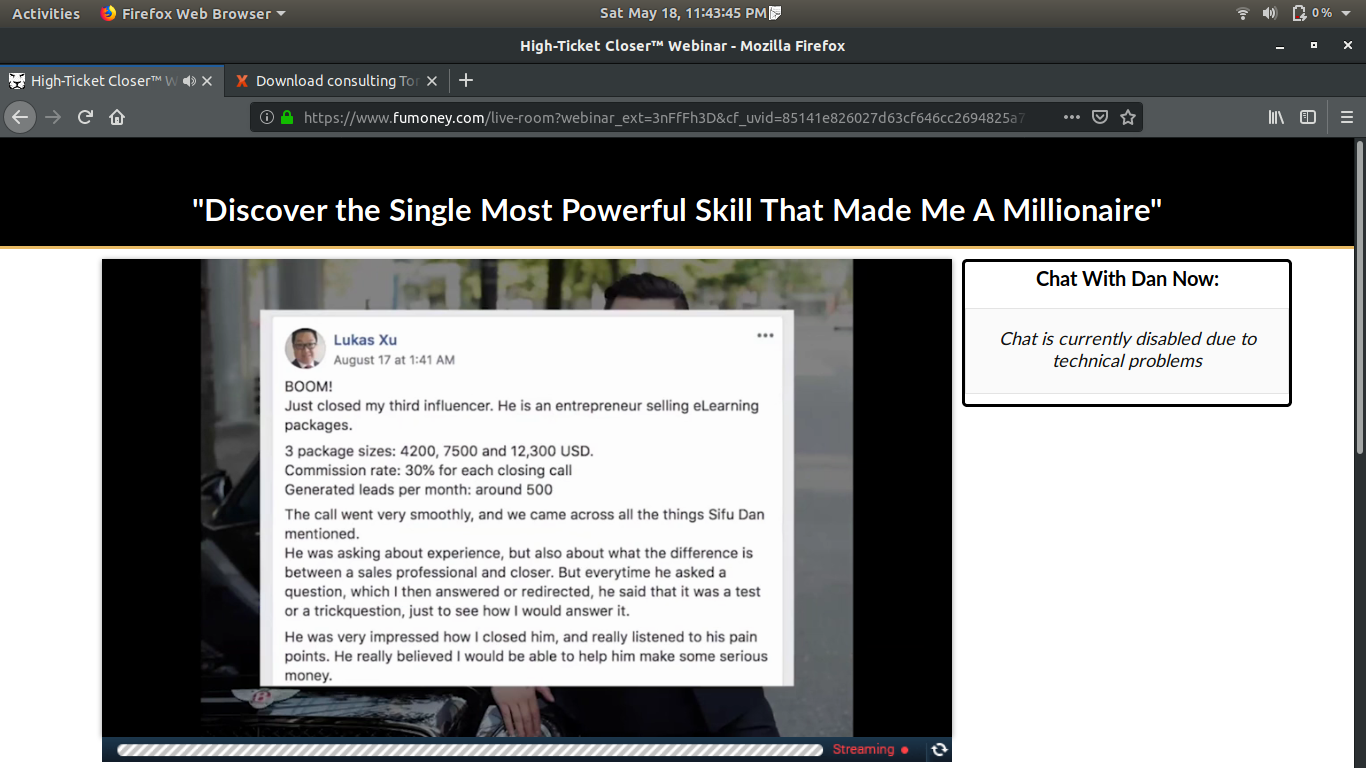 Activities Firefox Web Browser Sat May 18, 11:43:45 PM 0 %
High-Ticket Closer™ Webinar - Mozilla Firefox
High-Ticket Closer™ W Download consulting Tor
https://www.fumoney.com/live-room?webinar_ext=3nFfFh3D&cf_uvid=85141e826027d63cf646cc2694825a7
"Discover the Single Most Powerful Skill That Made Me A Millionaire"
Chat With Dan Now:
Chat is currently disabled due to
technical problems
Lukas Xu
August 17 at 1:41 AM
BOOM!
Just closed my third influencer. He is an entrepreneur selling eLearning
packages.
3 package sizes: 4200, 7500 and 12,300 USD.
Commission rate: 30% for each closing call
Generated leads per month: around 500
The call went very smoothly, and we came across all the things Sifu Dan
mentioned.
He was asking about experience, but also about what the difference is
between a sales professional and closer. But everytime he asked a
question, which I then answered or redirected, he said that it was a test
or a trickquestion, just to see how I would answer it.
He was very impressed how I closed him, and really listened to his pain
points. He really believed I would be able to help him make some serious
money.
Streaming